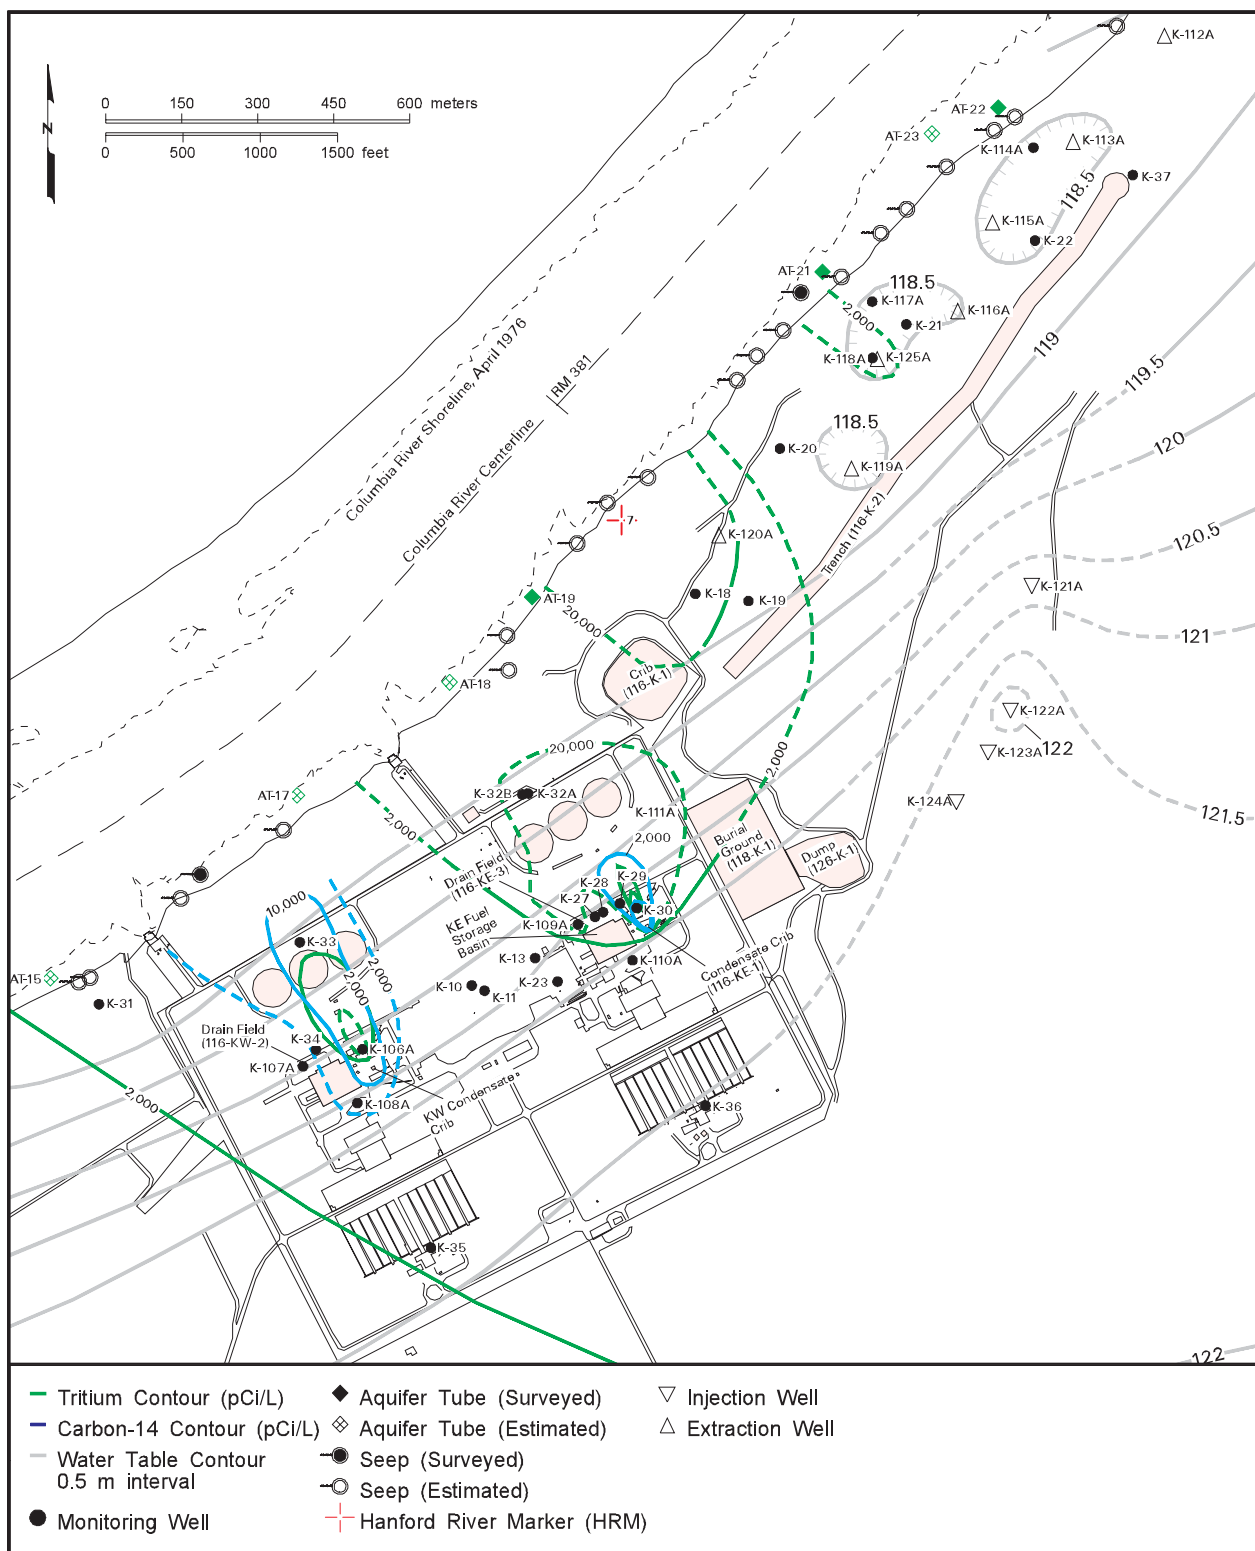 K-112A
0 150 300 450 600 meters
N
0 500 1000 1500 feet
AT-22
AT-23
K-114A
K-113A
118.5
K-37
K-115A
K-22
AT-21
118.5
2,000
K-117A
K-116A
K-21
K-118A
K-125A
119
119.5
Columbia River Shoreline, April 1976
RM 381
Columbia River Centerline
118.5
K-20
K-119A
120
7
K-120A
Trench (116-K-2)
120.5
AT-19
20,000
K-18
K-19
K-121A
121
Crib
(116-K-1)
AT-18
K-122A
K-123A
122
20,000
2,000
AT-17
K-32B
K-32A
K-124A
2,000
K-111A
2,000
121.5
Burial
Ground
(118-K-1)
Dump
(126-K-1)
Drain Field
(116-KE-3)
K-28
K-29
K-27
K-30
10,000
K-109A
KE Fuel
Storage
Basin
K-33
2,000
2,000
Condensate Crib
(116-KE-1)
K-13
K-110A
AT-15
K-31
K-10
K-11
K-23
Drain Field
(116-KW-2)
K-34
K-106A
K-107A
2,000
K-108A
KW Condensate
Crib
K-36
K-35
122
Tritium Contour (pCi/L)
Carbon-14 Contour (pCi/L)
Water Table Contour
0.5 m interval
Monitoring Well
Aquifer Tube (Surveyed)
Aquifer Tube (Estimated)
Seep (Surveyed)
Seep (Estimated)
Hanford River Marker (HRM)
Injection Well
Extraction Well